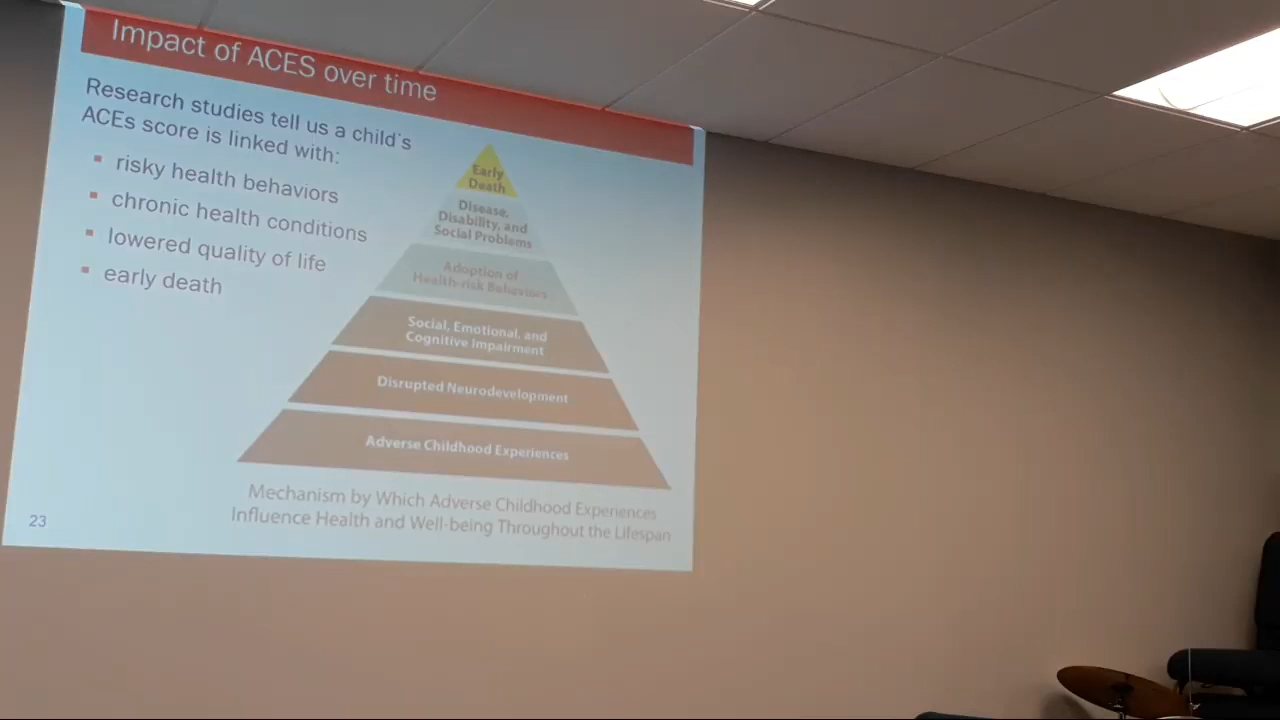 Impact of ACES over time
Research studies tell us a child's
ACEs score is linked with:
▪ risky health behaviors
▪ chronic health conditions
▪ lowered quality of life
▪ early death
Early
Death
Disease,
Disability, and
Social Problems
Adoption of
Health-risk Behaviors
Social, Emotional, and
Cognitive Impairment
Disrupted Neurodevelopment
Adverse Childhood Experiences
Mechanism by Which Adverse Childhood Experiences
Influence Health and Well-being Throughout the Lifespan
23